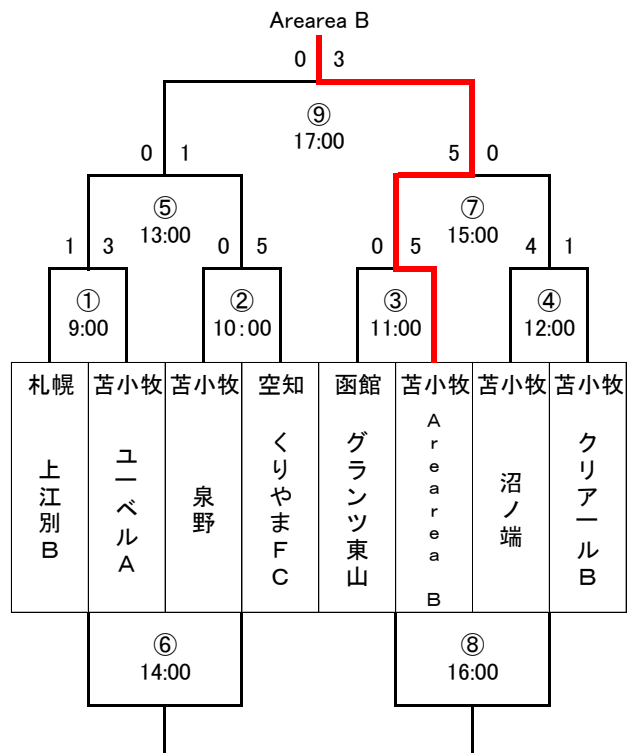 Arearea B
0 3
⑨
17:00
0 1
5 0
⑤
13:00
⑦
15:00
1 3
0 5
0 5
4 1
①
9:00
②
10:00
③
11:00
④
12:00
札幌
上江別B
苫小牧
ユーベルA
苫小牧
泉野
空知
くりやまFC
函館
グランツ東山
苫小牧
Arearea B
苫小牧
沼ノ端
苫小牧
クリアールB
⑥
14:00
⑧
16:00